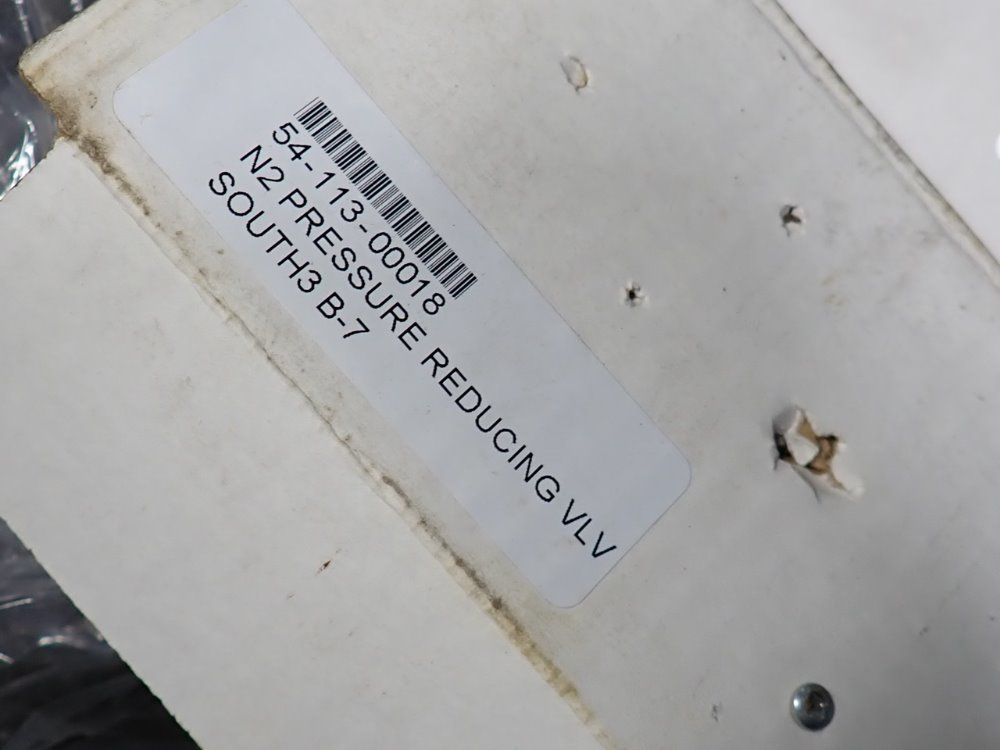 54-113-00018
N2 PRESSURE REDUCING VLV
SOUTH3 B-7